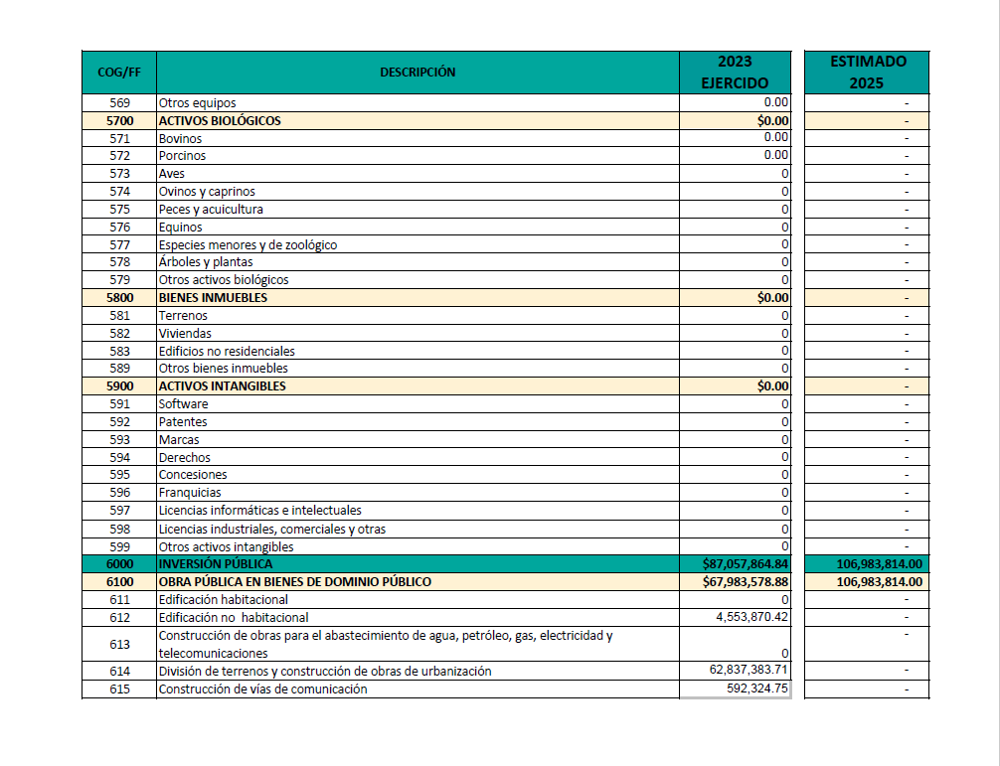 COG/FF DESCRIPCIÓN 2023 EJERCIDO ESTIMADO 2025
569 Otros equipos 0.00 -
5700 ACTIVOS BIOLÓGICOS $0.00 -
571 Bovinos 0.00 -
572 Porcinos 0.00 -
573 Aves 0 -
574 Ovinos y caprinos 0 -
575 Peces y acuicultura 0 -
576 Equinos 0 -
577 Especies menores y de zoológico 0 -
578 Árboles y plantas 0 -
579 Otros activos biológicos 0 -
5800 BIENES INMUEBLES $0.00 -
581 Terrenos 0 -
582 Viviendas 0 -
583 Edificios no residenciales 0 -
589 Otros bienes inmuebles 0 -
5900 ACTIVOS INTANGIBLES $0.00 -
591 Software 0 -
592 Patentes 0 -
593 Marcas 0 -
594 Derechos 0 -
595 Concesiones 0 -
596 Franquicias 0 -
597 Licencias informáticas e intelectuales 0 -
598 Licencias industriales, comerciales y otras 0 -
599 Otros activos intangibles 0 -
6000 INVERSIÓN PÚBLICA $87,057,864.84 106,983,814.00
6100 OBRA PÚBLICA EN BIENES DE DOMINIO PÚBLICO $67,983,578.88 106,983,814.00
611 Edificación habitacional 0 -
612 Edificación no habitacional 4,553,870.42 -
613 Construcción de obras para el abastecimiento de agua, petróleo, gas, electricidad y
telecomunicaciones 0 -
614 División de terrenos y construcción de obras de urbanización 62,837,383.71 -
615 Construcción de vías de comunicación 592,324.75 -